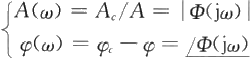 A(ω) = A_c/A = |Φ(jω)|
φ(ω) = φ_c − φ = /Φ(jω)